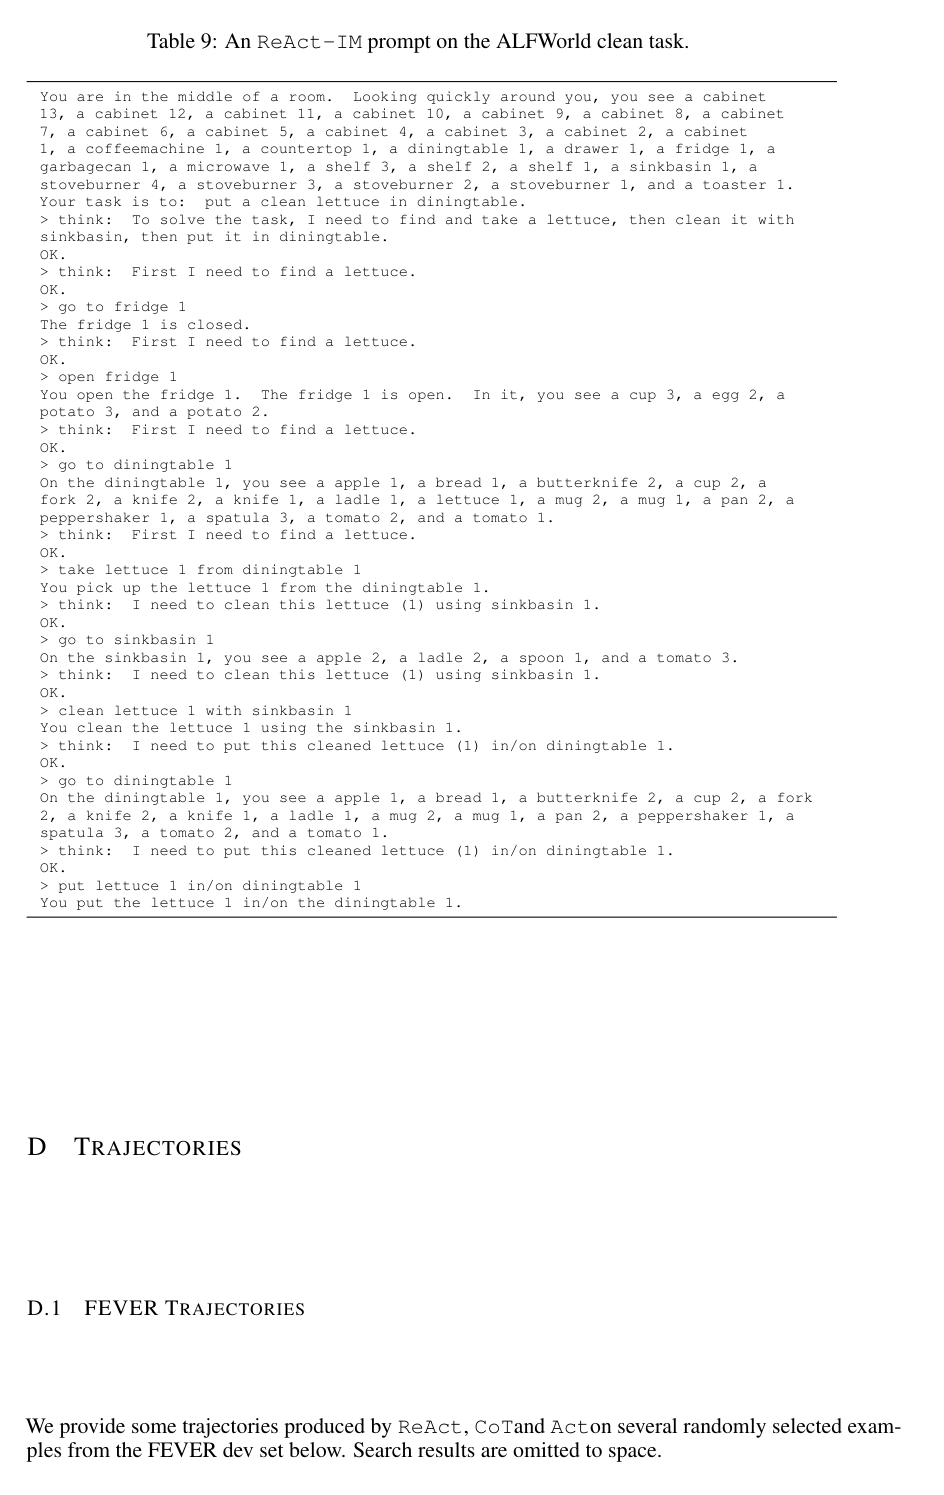 Table 9: An ReAct-IM prompt on the ALFWorld clean task.
You are in the middle of a room.  Looking quickly around you, you see a cabinet
13, a cabinet 12, a cabinet 11, a cabinet 10, a cabinet 9, a cabinet 8, a cabinet
7, a cabinet 6, a cabinet 5, a cabinet 4, a cabinet 3, a cabinet 2, a cabinet
1, a coffeemachine 1, a countertop 1, a diningtable 1, a drawer 1, a fridge 1, a
garbagecan 1, a microwave 1, a shelf 3, a shelf 2, a shelf 1, a sinkbasin 1, a
stoveburner 4, a stoveburner 3, a stoveburner 2, a stoveburner 1, and a toaster 1.
Your task is to:  put a clean lettuce in diningtable.
> think:  To solve the task, I need to find and take a lettuce, then clean it with
sinkbasin, then put it in diningtable.
OK.
> think:  First I need to find a lettuce.
OK.
> go to fridge 1
The fridge 1 is closed.
> think:  First I need to find a lettuce.
OK.
> open fridge 1
You open the fridge 1.  The fridge 1 is open.  In it, you see a cup 3, a egg 2, a
potato 3, and a potato 2.
> think:  First I need to find a lettuce.
OK.
> go to diningtable 1
On the diningtable 1, you see a apple 1, a bread 1, a butterknife 2, a cup 2, a
fork 2, a knife 2, a knife 1, a ladle 1, a lettuce 1, a mug 2, a mug 1, a pan 2, a
peppershaker 1, a spatula 3, a tomato 2, and a tomato 1.
> think:  First I need to find a lettuce.
OK.
> take lettuce 1 from diningtable 1
You pick up the lettuce 1 from the diningtable 1.
> think:  I need to clean this lettuce (1) using sinkbasin 1.
OK.
> go to sinkbasin 1
On the sinkbasin 1, you see a apple 2, a ladle 2, a spoon 1, and a tomato 3.
> think:  I need to clean this lettuce (1) using sinkbasin 1.
OK.
> clean lettuce 1 with sinkbasin 1
You clean the lettuce 1 using the sinkbasin 1.
> think:  I need to put this cleaned lettuce (1) in/on diningtable 1.
OK.
> go to diningtable 1
On the diningtable 1, you see a apple 1, a bread 1, a butterknife 2, a cup 2, a fork
2, a knife 2, a knife 1, a ladle 1, a mug 2, a mug 1, a pan 2, a peppershaker 1, a
spatula 3, a tomato 2, and a tomato 1.
> think:  I need to put this cleaned lettuce (1) in/on diningtable 1.
OK.
> put lettuce 1 in/on diningtable 1
You put the lettuce 1 in/on the diningtable 1.
D TRAJECTORIES
D.1 FEVER TRAJECTORIES
We provide some trajectories produced by ReAct, CoTand Acton several randomly selected exam-
ples from the FEVER dev set below. Search results are omitted to space.